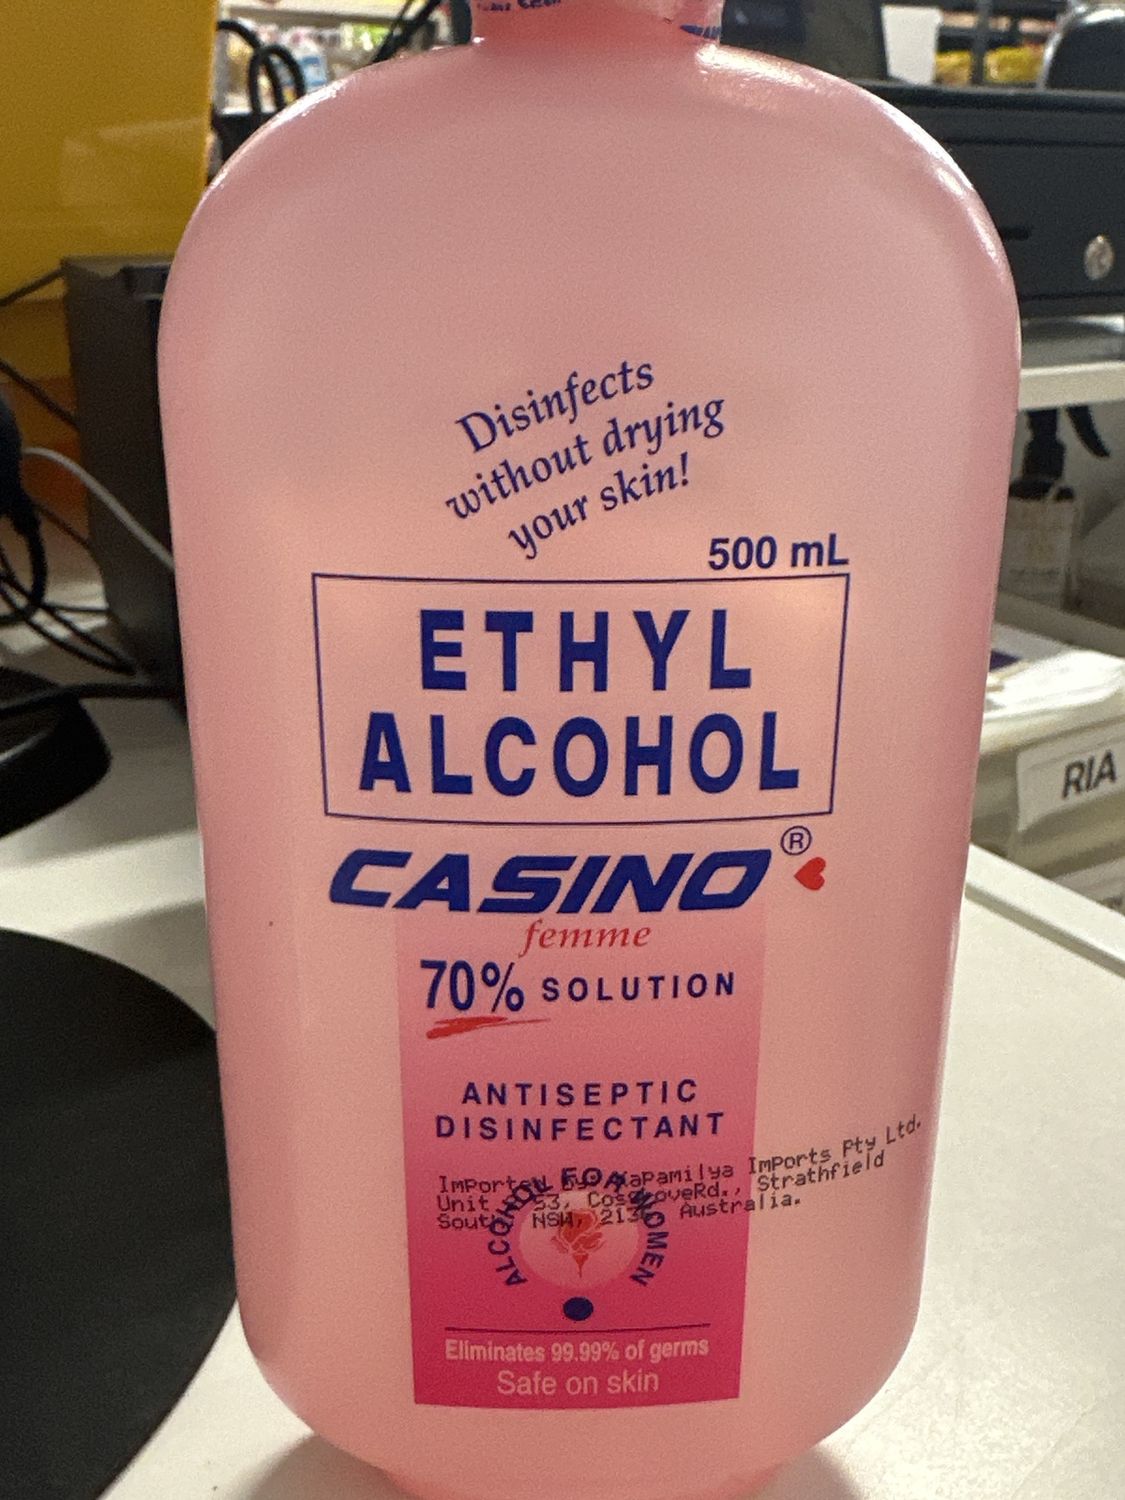 Disinfects
without drying
your skin!
500 mL
ETHYL
ALCOHOL
CASINO®
femme
70% SOLUTION
ANTISEPTIC
DISINFECTANT
Imported By: Kapamilya Imports Pty Ltd.
Unit 53, CosgroveRd., Strathfield
South NSW, 2136 Australia.
ALCOHOL FOR WOMEN
Eliminates 99.99% of germs
Safe on skin
RIA